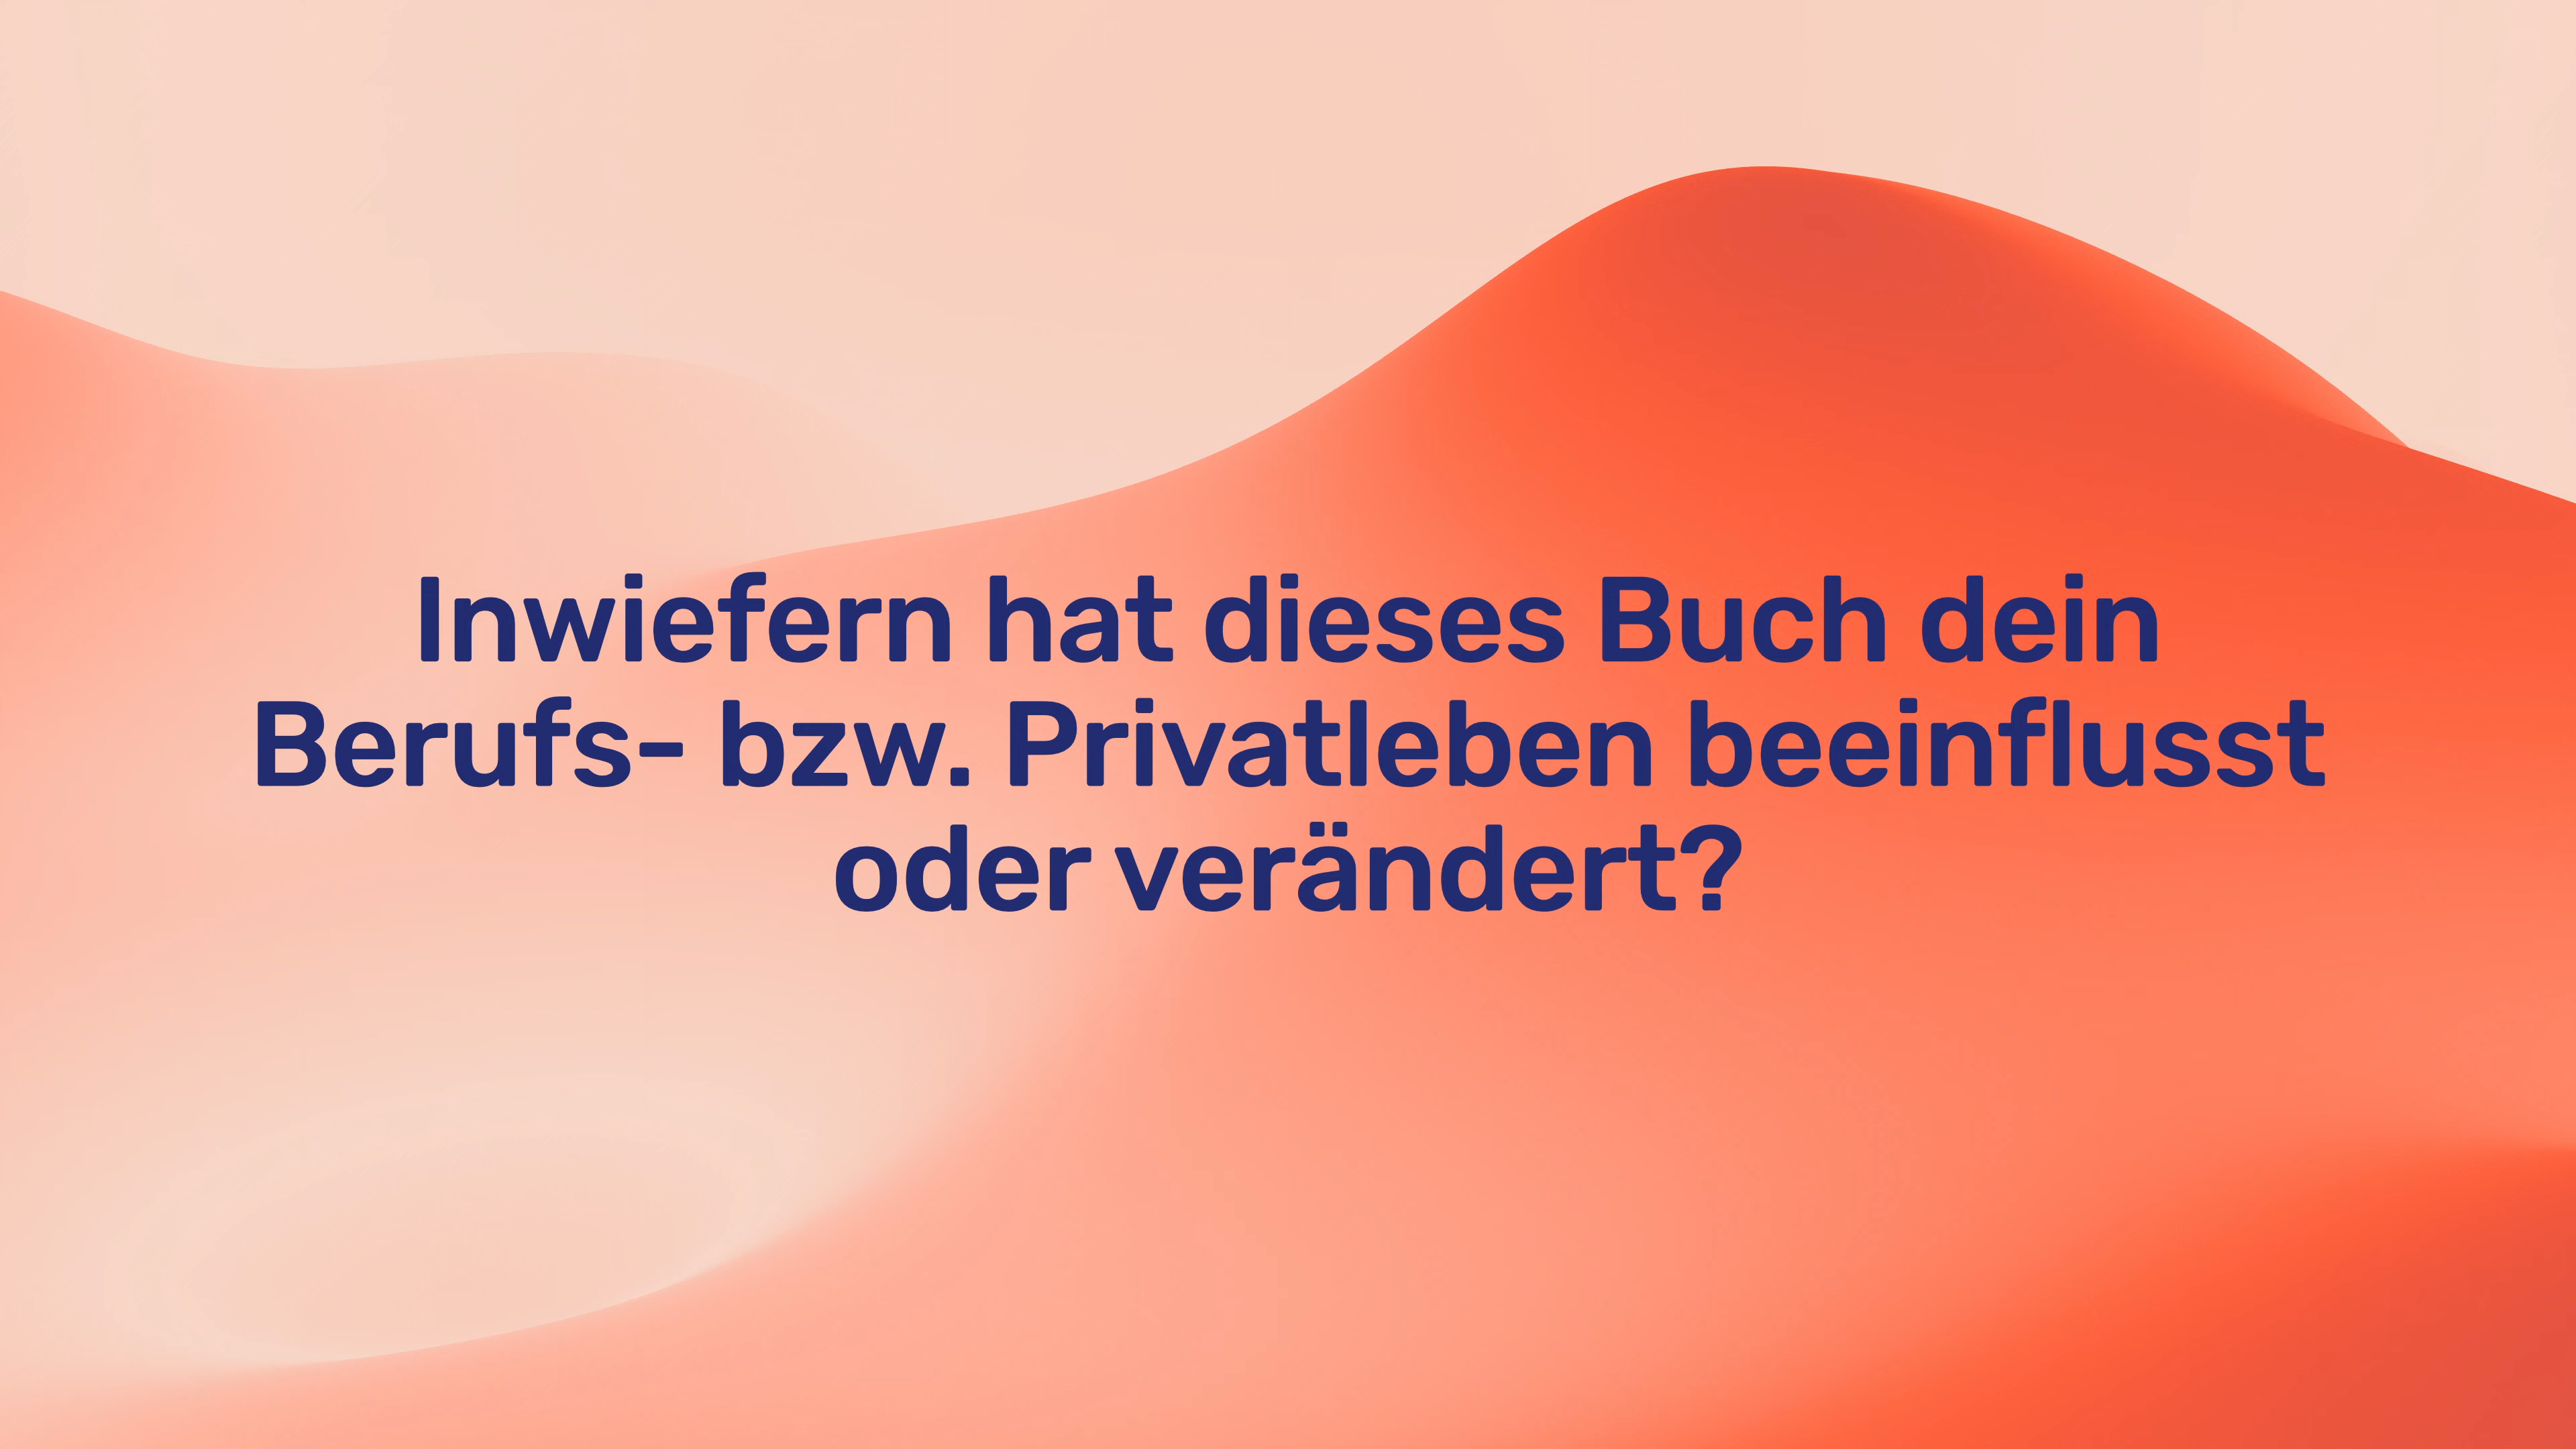 Inwiefern hat dieses Buch dein
Berufs- bzw. Privatleben beeinflusst
oder verändert?